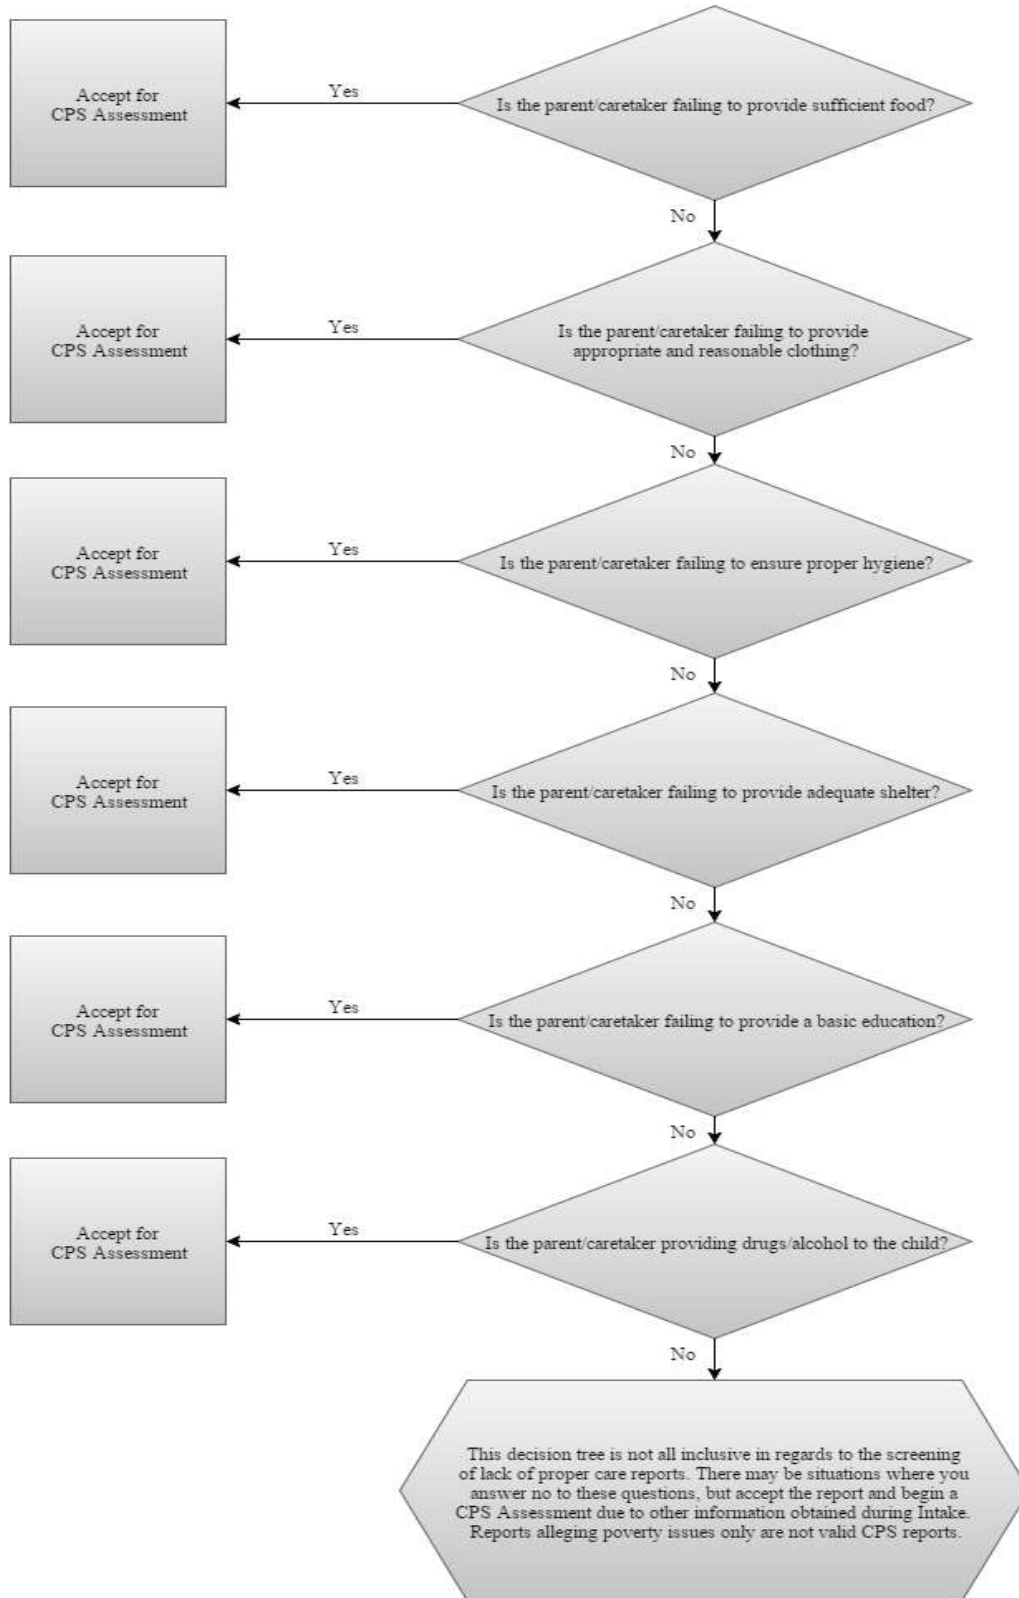 Is the parent/caretaker failing to provide sufficient food?
Yes
Accept for
CPS Assessment
No
Is the parent/caretaker failing to provide
appropriate and reasonable clothing?
Yes
Accept for
CPS Assessment
No
Is the parent/caretaker failing to ensure proper hygiene?
Yes
Accept for
CPS Assessment
No
Is the parent/caretaker failing to provide adequate shelter?
Yes
Accept for
CPS Assessment
No
Is the parent/caretaker failing to provide a basic education?
Yes
Accept for
CPS Assessment
No
Is the parent/caretaker providing drugs/alcohol to the child?
Yes
Accept for
CPS Assessment
No
This decision tree is not all inclusive in regards to the screening
of lack of proper care reports. There may be situations where you
answer no to these questions, but accept the report and begin a
CPS Assessment due to other information obtained during Intake.
Reports alleging poverty issues only are not valid CPS reports.